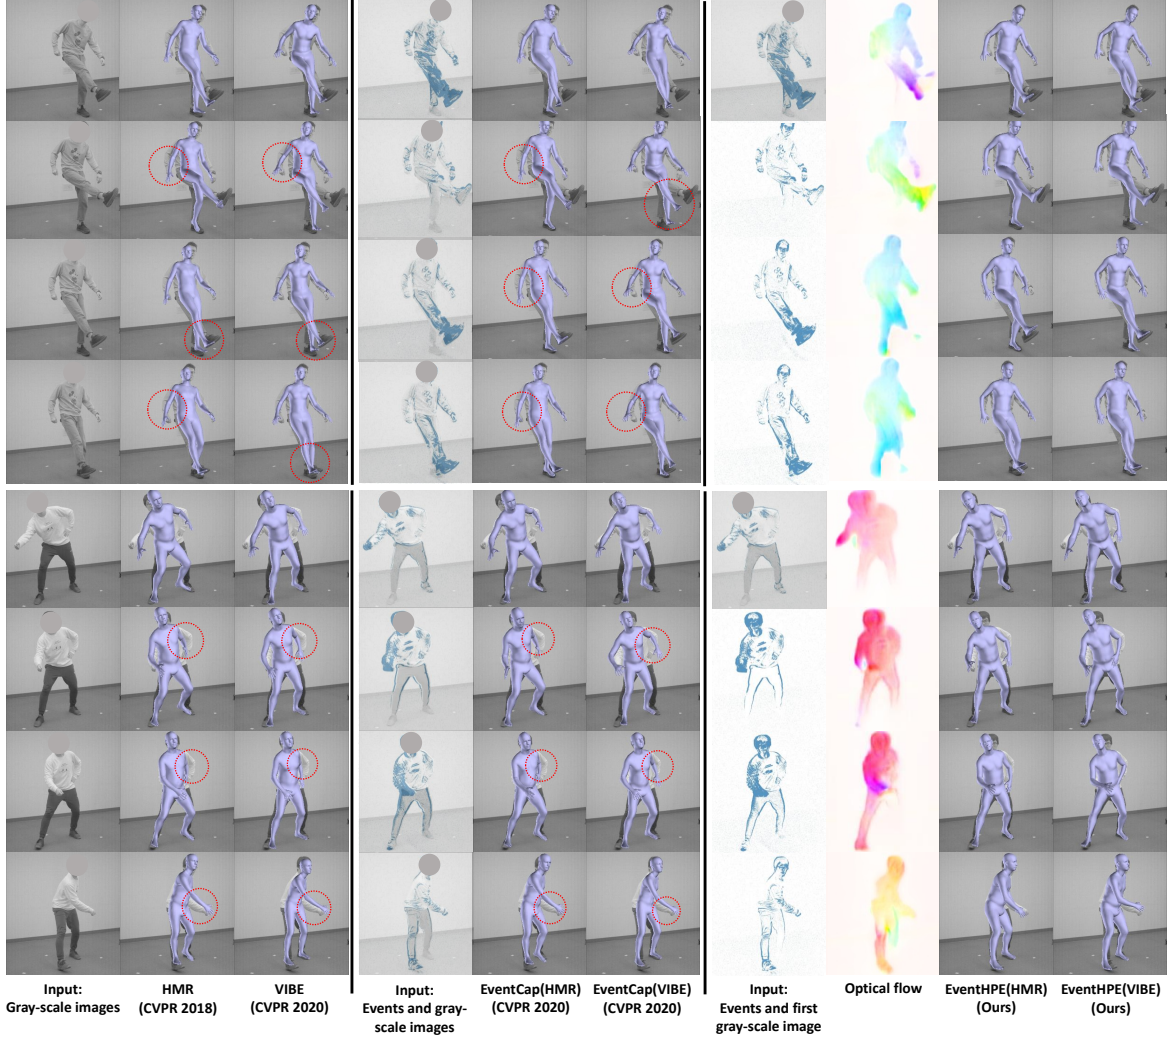 Input:
Gray-scale images
HMR
(CVPR 2018)
VIBE
(CVPR 2020)
Input:
Events and gray-
scale images
EventCap(HMR)
(CVPR 2020)
EventCap(VIBE)
(CVPR 2020)
Input:
Events and first
gray-scale image
Optical flow
EventHPE(HMR)
(Ours)
EventHPE(VIBE)
(Ours)